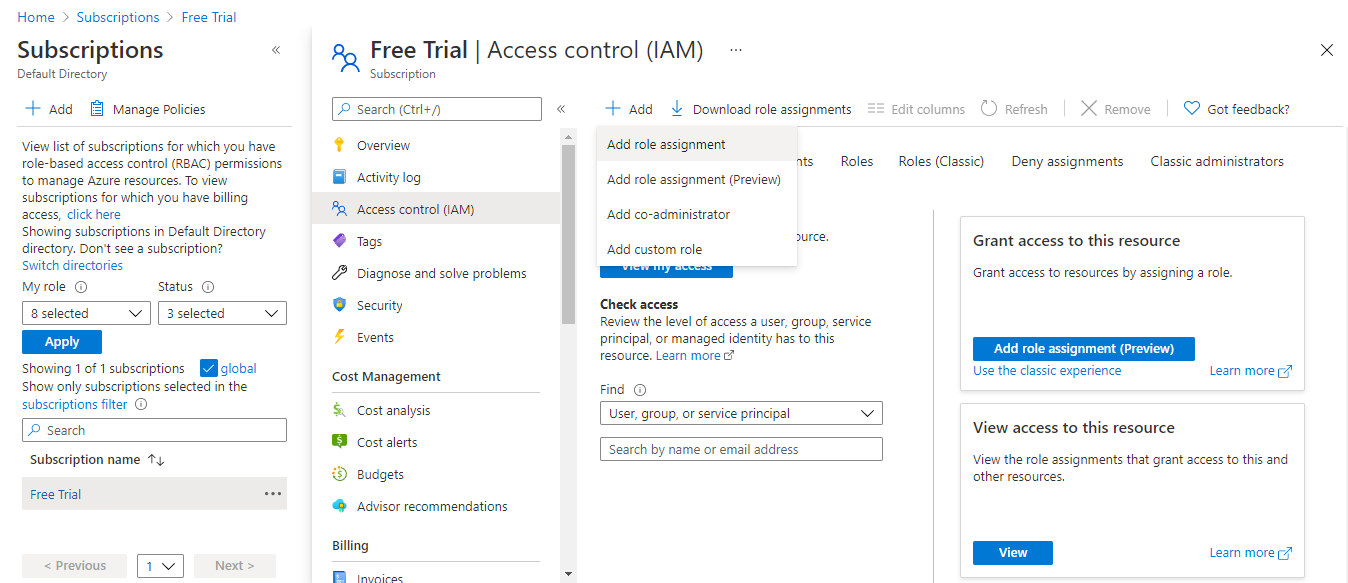 Home > Subscriptions > Free Trial
Subscriptions
Default Directory
«
Add
Manage Policies
View list of subscriptions for which you have
role-based access control (RBAC) permissions
to manage Azure resources. To view
subscriptions for which you have billing
access, click here
Showing subscriptions in Default Directory
directory. Don't see a subscription?
Switch directories
My role
Status
8 selected
3 selected
Apply
Showing 1 of 1 subscriptions
global
Show only subscriptions selected in the
subscriptions filter
Search
Subscription name ↑↓
Free Trial
...
< Previous
1
Next >
Free Trial | Access control (IAM)
...
Subscription
Search (Ctrl+/)
«
Overview
Activity log
Access control (IAM)
Tags
Diagnose and solve problems
Security
Events
Cost Management
Cost analysis
Cost alerts
Budgets
Advisor recommendations
Billing
Invoices
Add
Download role assignments
Edit columns
Refresh
Remove
Got feedback?
Add role assignment
Add role assignment (Preview)
Add co-administrator
Add custom role
nts
Roles
Roles (Classic)
Deny assignments
Classic administrators
ource.
View my access
Check access
Review the level of access a user, group, service
principal, or managed identity has to this
resource. Learn more
Find
User, group, or service principal
Search by name or email address
Grant access to this resource
Grant access to resources by assigning a role.
Add role assignment (Preview)
Use the classic experience
Learn more
View access to this resource
View the role assignments that grant access to this and
other resources.
View
Learn more